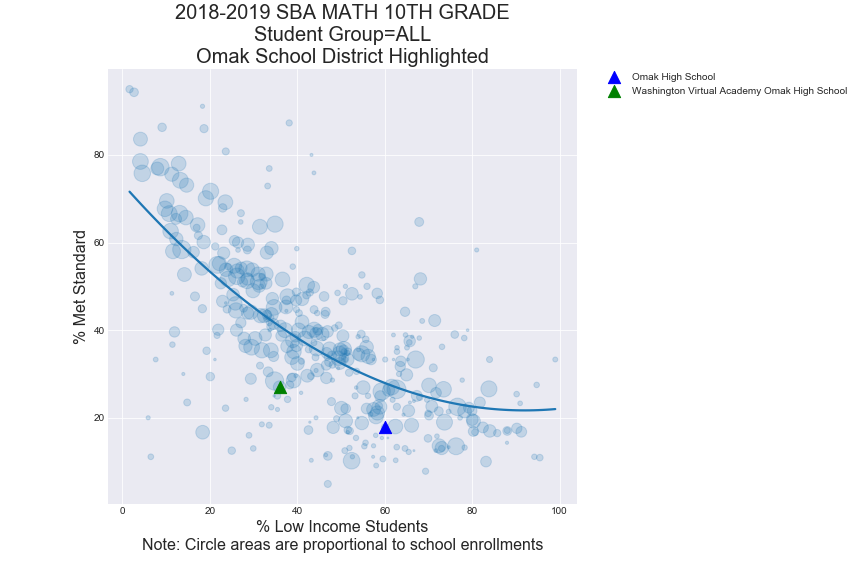 2018-2019 SBA MATH 10TH GRADE
Student Group=ALL
Omak School District Highlighted
Omak High School
Washington Virtual Academy Omak High School
80
60
40
20
% Met Standard
0 20 40 60 80 100
% Low Income Students
Note: Circle areas are proportional to school enrollments